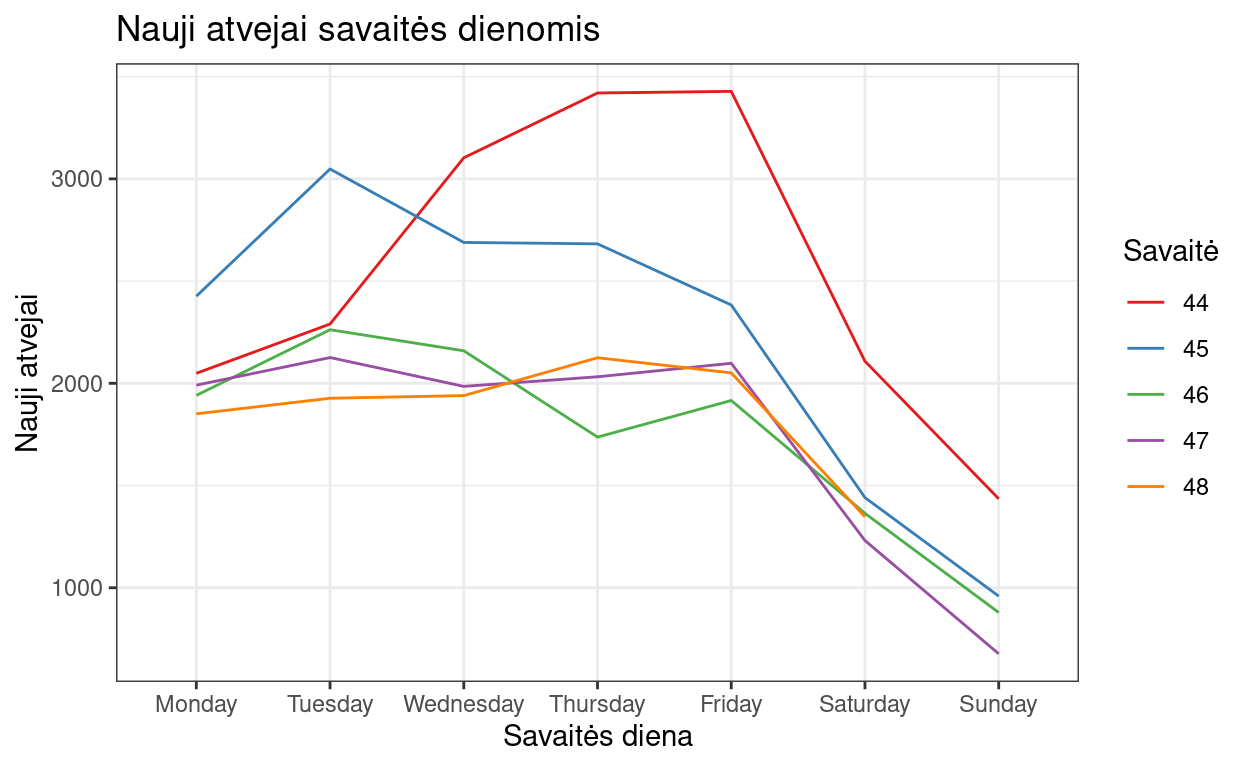 Nauji atvejai savaitės dienomis
Nauji atvejai
3000
2000
1000
Monday Tuesday Wednesday Thursday Friday Saturday Sunday
Savaitės diena
Savaitė
44
45
46
47
48